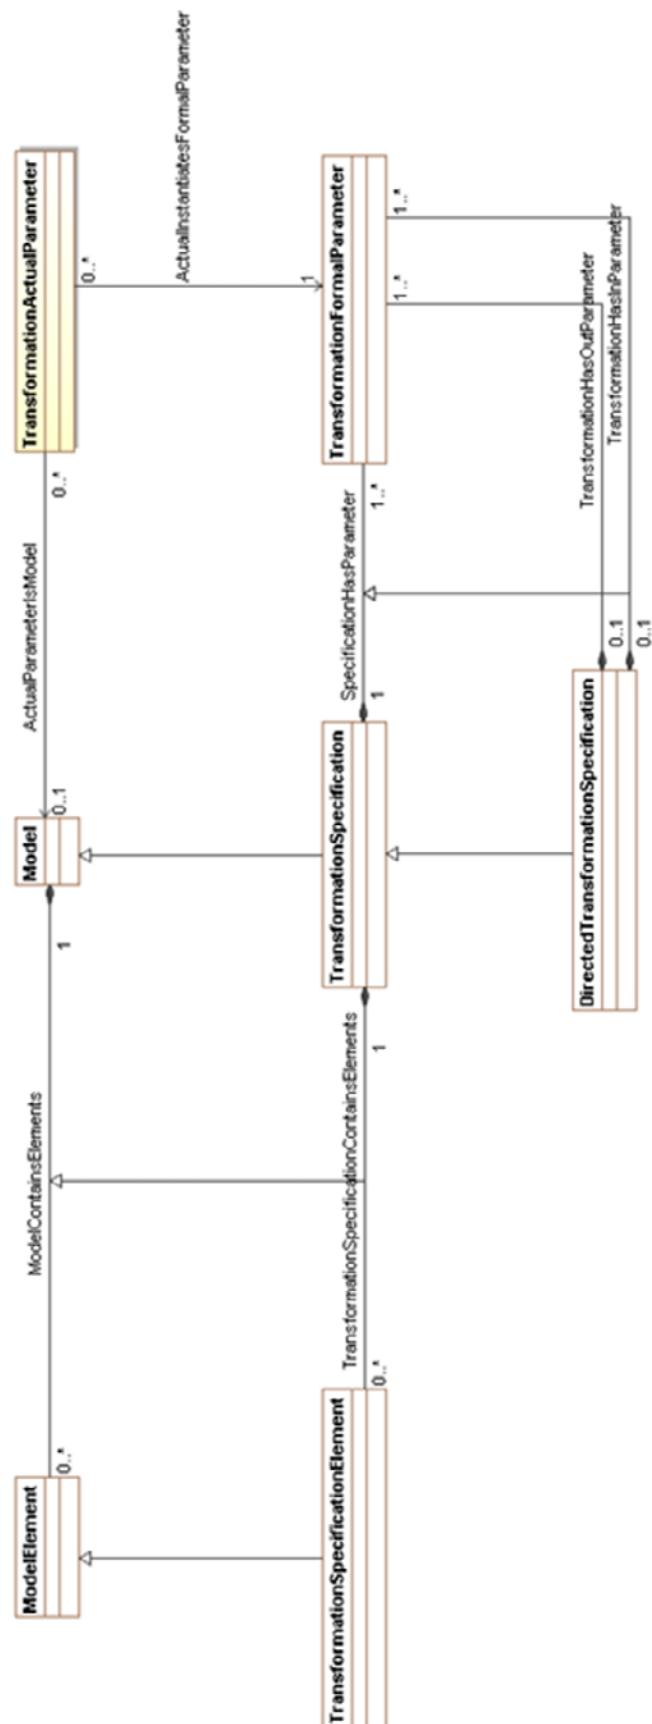 ModelElement
0..*
ModelContainsElements
1
Model
0..1
ActualParameterIsModel
0..*
TransformationActualParameter
0..*
ActualInstantiatesFormalParameter
1
TransformationSpecificationElement
0..*
TransformationSpecificationContainsElements
1
TransformationSpecification
1
SpecificationHasParameter
1..*
TransformationFormalParameter
1..*
1..*
DirectedTransformationSpecification
0..1
0..1
TransformationHasOutParameter
TransformationHasInParameter